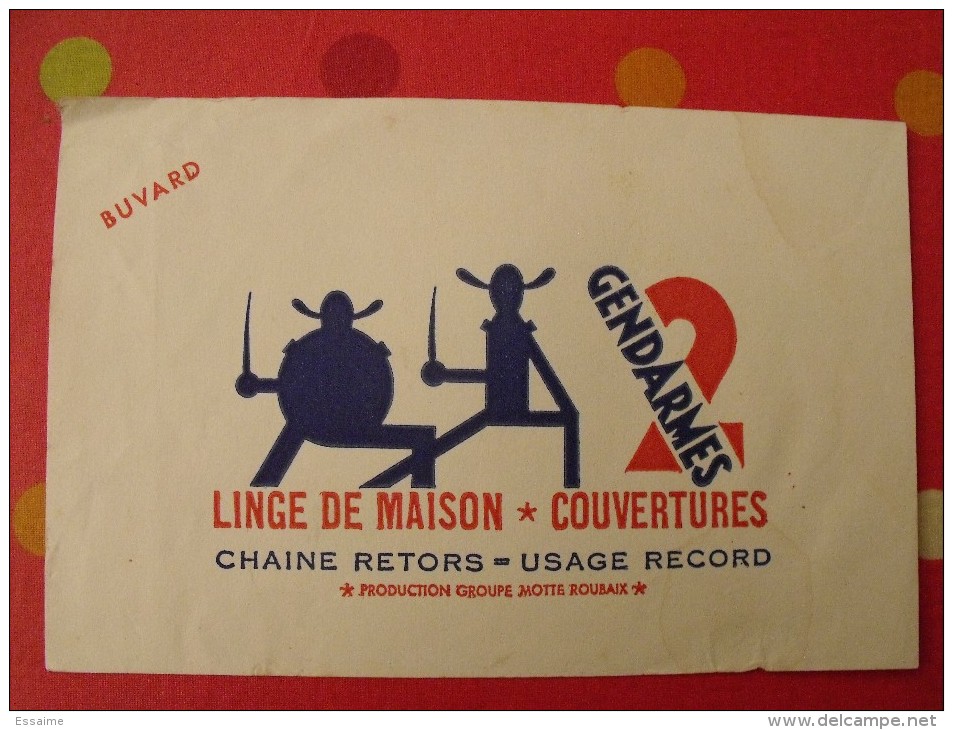 BUVARD
2 GENDARMES
LINGE DE MAISON * COUVERTURES
CHAINE RETORS = USAGE RECORD
* PRODUCTION GROUPE MOTTE ROUBAIX *
Essaime
www.delcampe.net